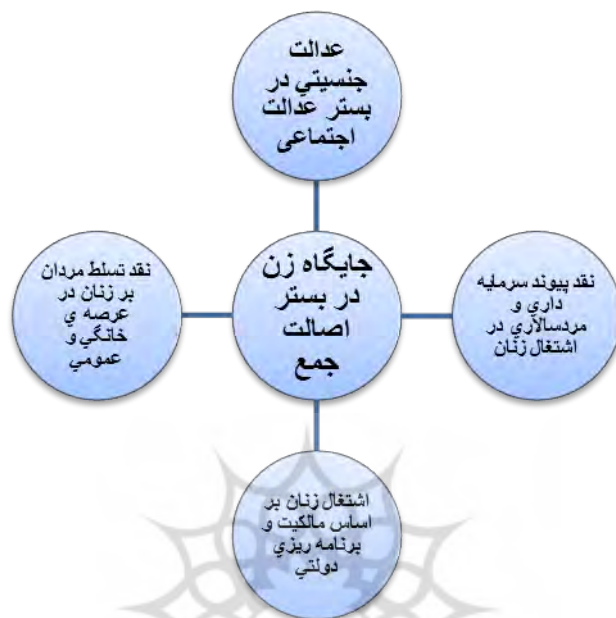 عدالت
جنسيتي در
بستر عدالت
اجتماعی
جايگاه زن
در بستر
اصالت
جمع
نقد پيوند سرمايه
داري و
مردسالاري در
اشتغال زنان
نقد تسلط مردان
بر زنان در
عرصه ي
خانگي و
عمومي
اشتغال زنان بر
اساس مالكيت و
برنامه ريزي
دولتي